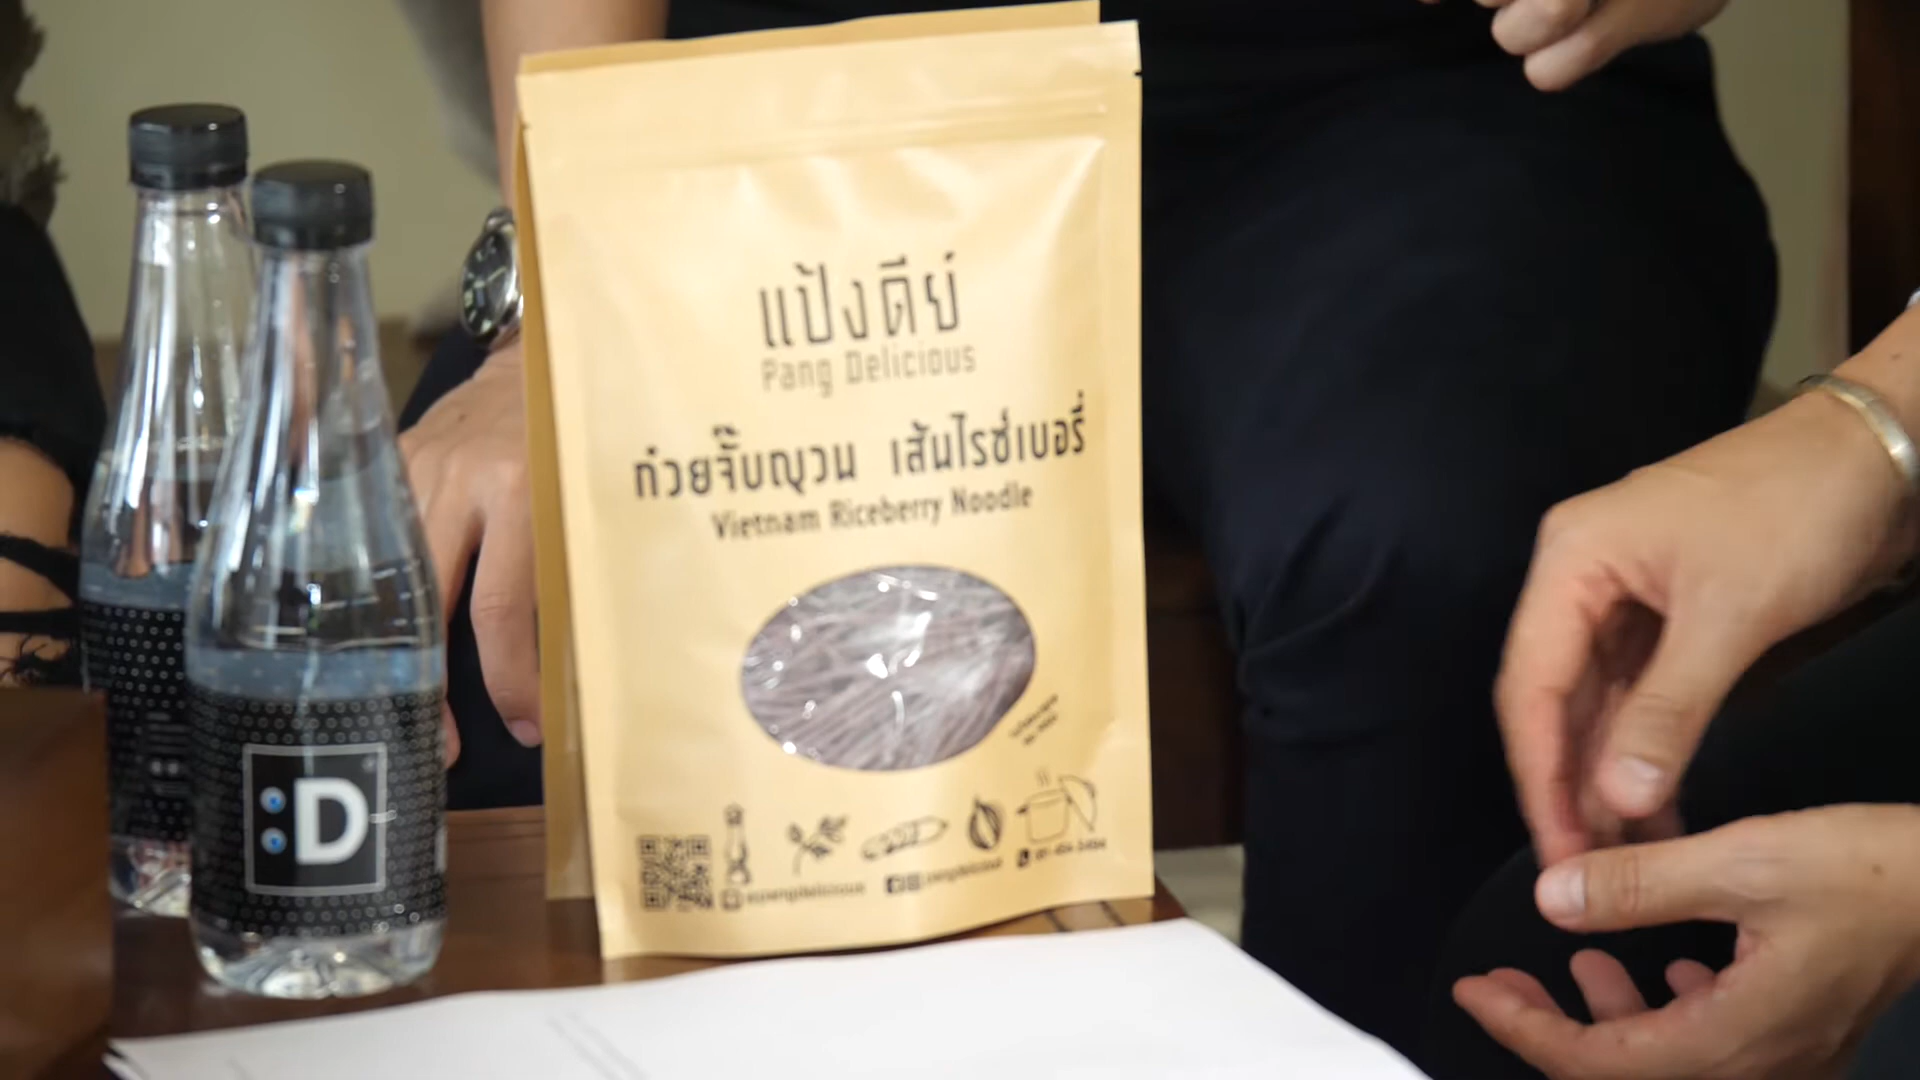 แป้งดีย์
Pang Delicious
ก๋วยจั๊บญวน เส้นไรซ์เบอรี่
Vietnam Riceberry Noodle
:D
pangdelicious